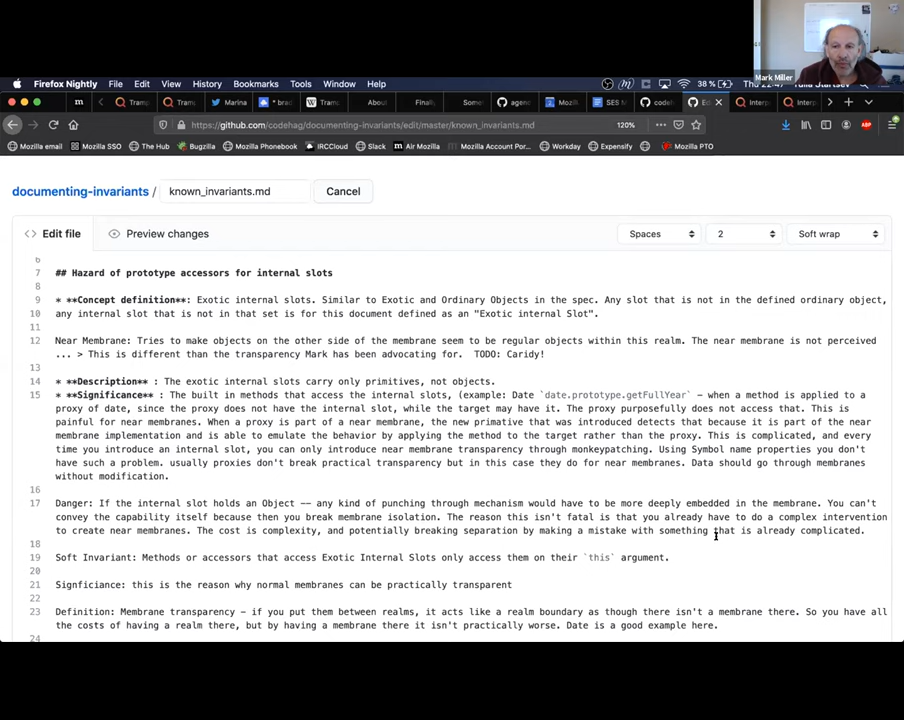 Mark Miller
Firefox Nightly File Edit View History Bookmarks Tools Window Help 38 %
m Tramp Tram Marina * brad Tramc About Finall Somet agenc Mozill SES M codeh Ed Interp Interp
https://github.com/codehag/documenting-invariants/edit/master/known_invariants.md 120%
Mozilla email Mozilla SSO The Hub Bugzilla Mozilla Phonebook IRCCloud Slack Air Mozilla Mozilla Account Por... Workday Expensify Mozilla PTO
documenting-invariants / known_invariants.md Cancel
Edit file Preview changes Spaces 2 Soft wrap
6
7 ## Hazard of prototype accessors for internal slots
8
9 * **Concept definition**: Exotic internal slots. Similar to Exotic and Ordinary Objects in the spec. Any slot that is not in the defined ordinary object,
10 any internal slot that is not in that set is for this document defined as an "Exotic internal Slot".
11
12 Near Membrane: Tries to make objects on the other side of the membrane seem to be regular objects within this realm. The near membrane is not perceived
... > This is different than the transparency Mark has been advocating for. TODO: Caridy!
13
14 * **Description** : The exotic internal slots carry only primitives, not objects.
15 * **Significance** : The built in methods that access the internal slots, (example: Date `date.prototype.getFullYear` - when a method is applied to a
proxy of date, since the proxy does not have the internal slot, while the target may have it. The proxy purposefully does not access that. This is
painful for near membranes. When a proxy is part of a near membrane, the new primative that was introduced detects that because it is part of the near
membrane implementation and is able to emulate the behavior by applying the method to the target rather than the proxy. This is complicated, and every
time you introduce an internal slot, you can only introduce near membrane transparency through monkeypatching. Using Symbol name properties you don't
have such a problem. usually proxies don't break practical transparency but in this case they do for near membranes. Data should go through membranes
without modification.
16
17 Danger: If the internal slot holds an Object -- any kind of punching through mechanism would have to be more deeply embedded in the membrane. You can't
convey the capability itself because then you break membrane isolation. The reason this isn't fatal is that you already have to do a complex intervention
to create near membranes. The cost is complexity, and potentially breaking separation by making a mistake with something that is already complicated.
18
19 Soft Invariant: Methods or accessors that access Exotic Internal Slots only access them on their `this` argument.
20
21 Signficiance: this is the reason why normal membranes can be practically transparent
22
23 Definition: Membrane transparency - if you put them between realms, it acts like a realm boundary as though there isn't a membrane there. So you have all
the costs of having a realm there, but by having a membrane there it isn't practically worse. Date is a good example here.
24